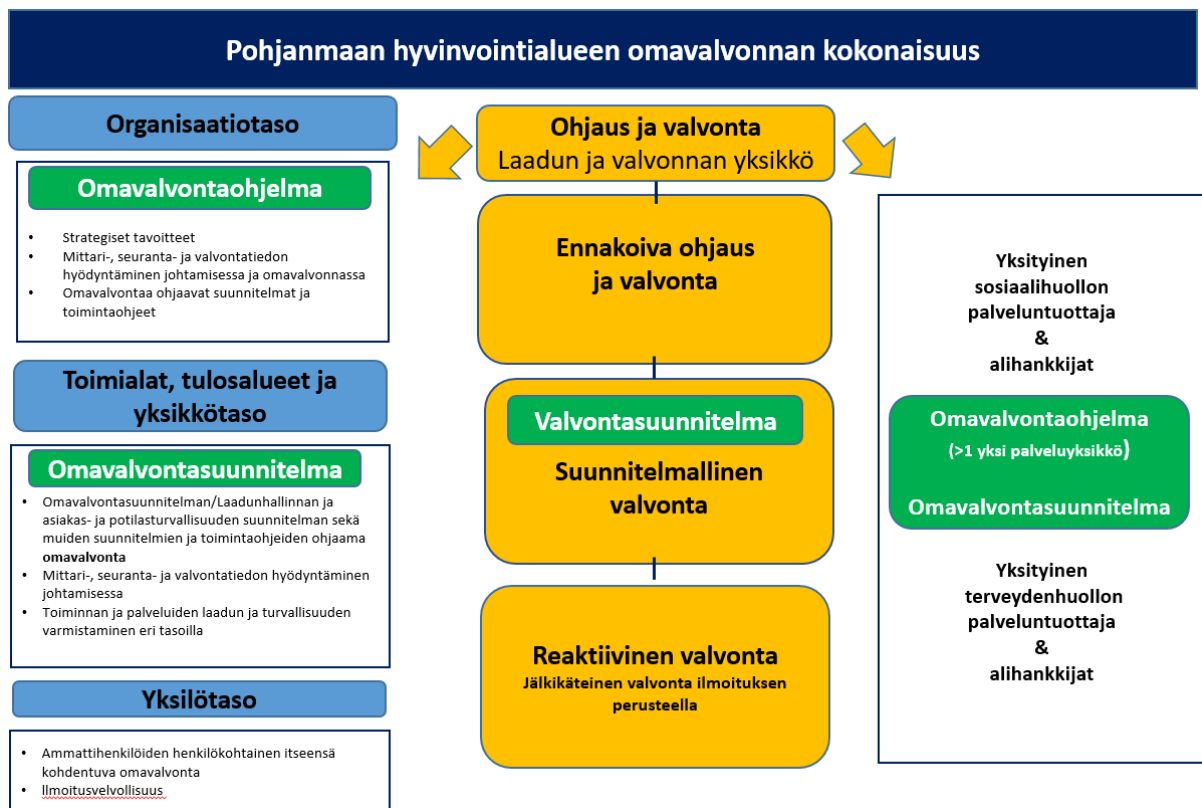 Pohjanmaan hyvinvointialueen omavalvonnan kokonaisuus
Organisaatiotaso
Omavalvontaohjelma
• Strategiset tavoitteet
• Mittari-, seuranta- ja valvontatiedon
hyödyntäminen johtamisessa ja omavalvonnassa
• Omavalvontaa ohjaavat suunnitelmat ja
toimintaohjeet
Toimialat, tulosalueet ja
yksikkötaso
Omavalvontasuunnitelma
• Omavalvontasuunnitelman/Laadunhallinnan ja
asiakas- ja potilasturvallisuuden suunnitelman sekä
muiden suunnitelmien ja toimintaohjeiden ohjaama
omavalvonta
• Mittari-, seuranta- ja valvontatiedon hyödyntäminen
johtamisessa
• Toiminnan ja palveluiden laadun ja turvallisuuden
varmistaminen eri tasoilla
Yksilötaso
• Ammattihenkilöiden henkilökohtainen itseensä
kohdentuva omavalvonta
• Ilmoitusvelvollisuus
Ohjaus ja valvonta
Laadun ja valvonnan yksikkö
Ennakoiva ohjaus
ja valvonta
Valvontasuunnitelma
Suunnitelmallinen
valvonta
Reaktiivinen valvonta
Jälkikäteinen valvonta ilmoituksen
perusteella
Yksityinen
sosiaalihuollon
palveluntuottaja
&
alihankkijat
Omavalvontaohjelma
(>1 yksi palveluyksikkö)
Omavalvontasuunnitelma
Yksityinen
terveydenhuollon
palveluntuottaja
&
alihankkijat